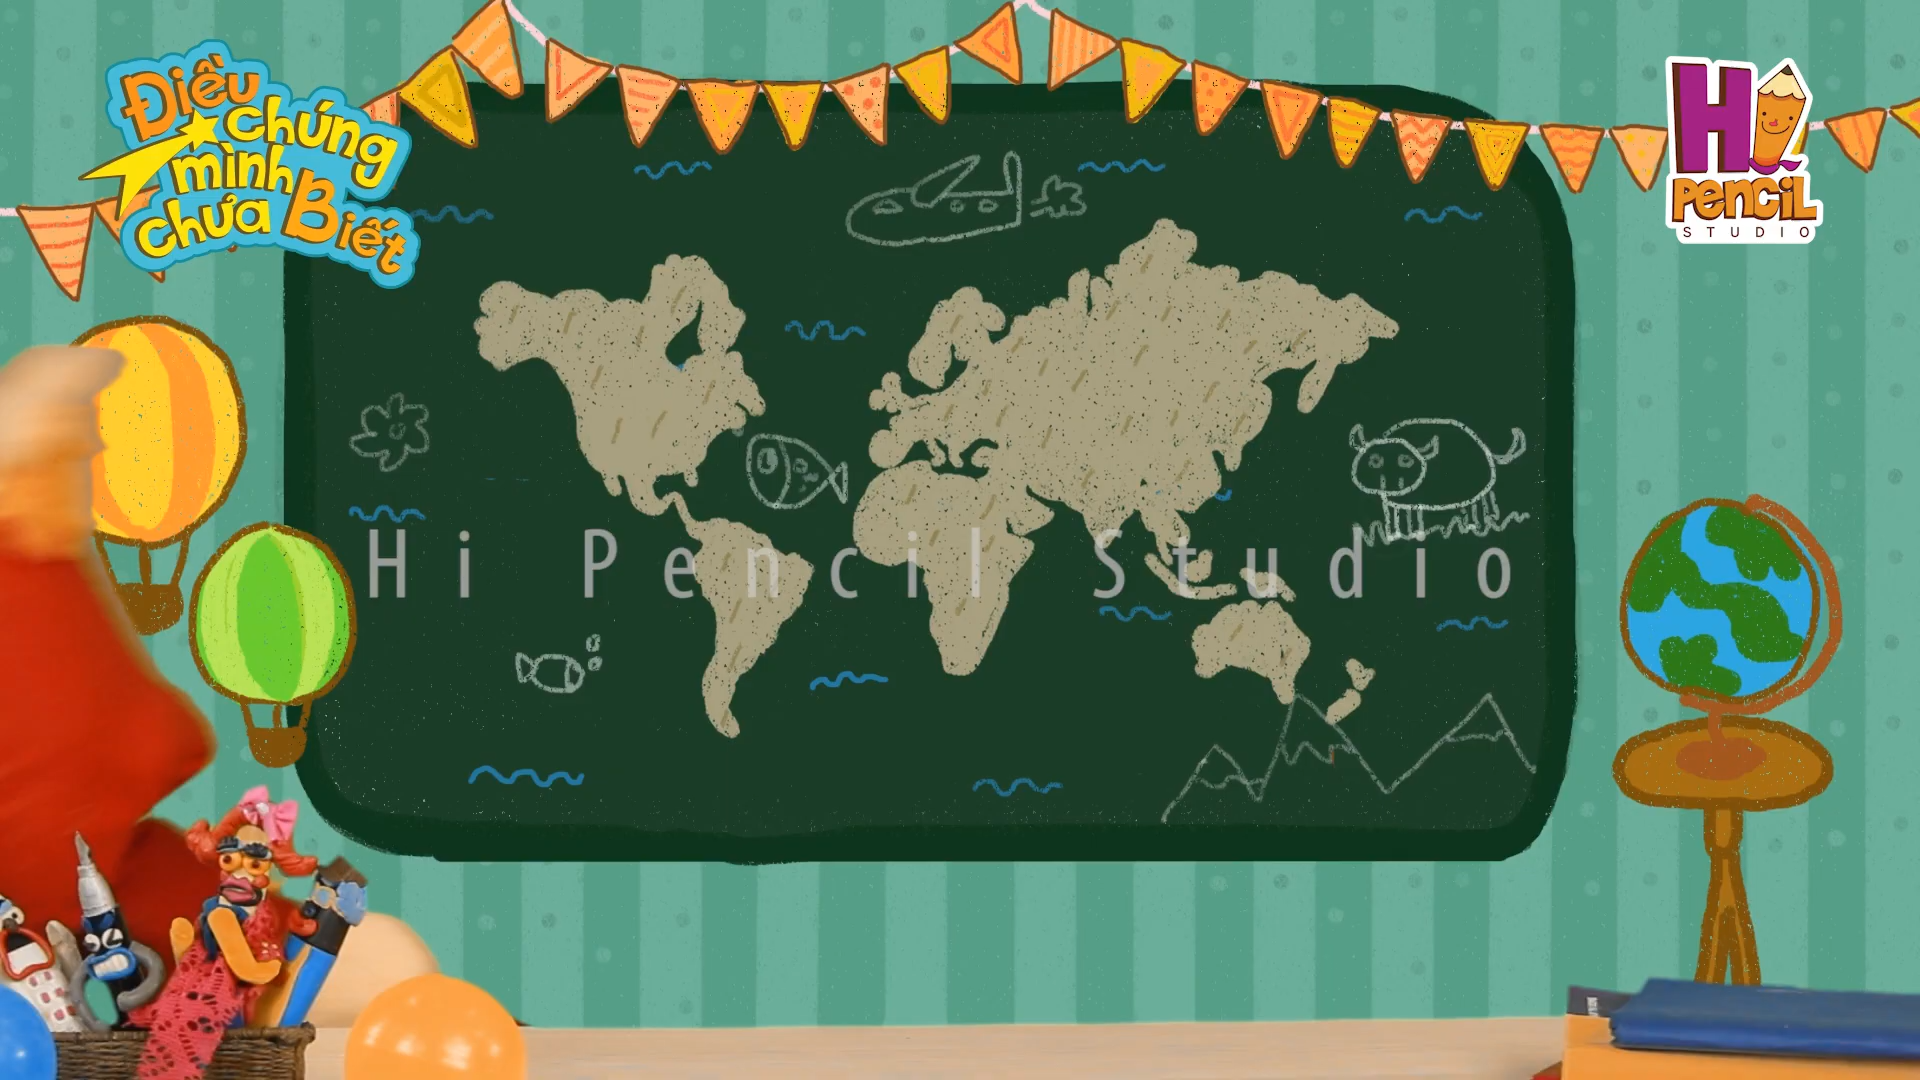 Điều
chúng
mình
chưa Biết
Hi
Pencil
STUDIO
Hi Pencil Studio